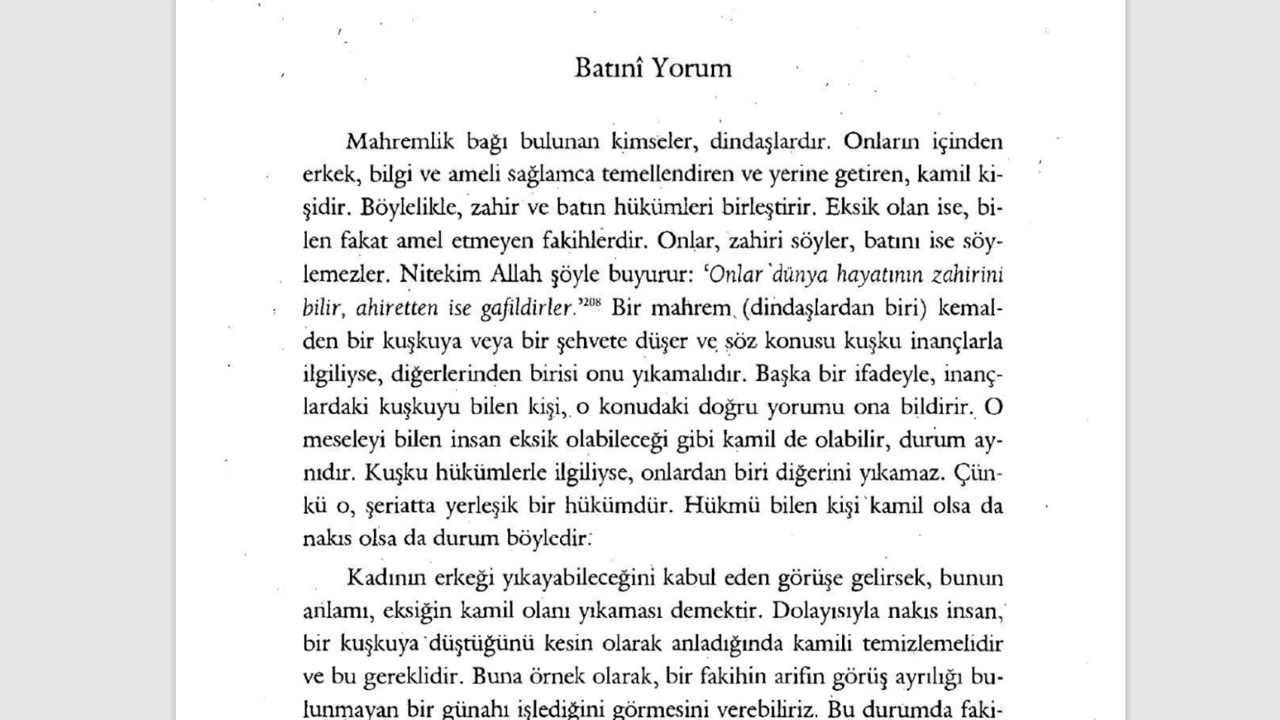 Batınî Yorum
Mahremlik bağı bulunan kimseler, dindaşlardır. Onların içinden
erkek, bilgi ve ameli sağlamca temellendiren ve yerine getiren, kamil ki-
şidir. Böylelikle, zahir ve batın hükümleri birleştirir. Eksik olan ise, bi-
len fakat amel etmeyen fakihlerdir. Onlar, zahiri söyler, batını ise söy-
lemezler. Nitekim Allah şöyle buyurur: ‘Onlar dünya hayatının zahirini
bilir, ahiretten ise gafildirler.’²⁰⁸ Bir mahrem (dindaşlardan biri) kemal-
den bir kuşkuya veya bir şehvete düşer ve söz konusu kuşku inançlarla
ilgiliyse, diğerlerinden birisi onu yıkamalıdır. Başka bir ifadeyle, inanç-
lardaki kuşkuyu bilen kişi, o konudaki doğru yorumu ona bildirir. O
meseleyi bilen insan eksik olabileceği gibi kamil de olabilir, durum ay-
nıdır. Kuşku hükümlerle ilgiliyse, onlardan biri diğerini yıkamaz. Çün-
kü o, şeriatta yerleşik bir hükümdür. Hükmü bilen kişi kamil olsa da
nakıs olsa da durum böyledir.
Kadının erkeği yıkayabileceğini kabul eden görüşe gelirsek, bunun
anlamı, eksiğin kamil olanı yıkaması demektir. Dolayısıyla nakıs insan,
bir kuşkuya düştüğünü kesin olarak anladığında kamili temizlemelidir
ve bu gereklidir. Buna örnek olarak, bir fakihin arifin görüş ayrılığı bu-
lunmayan bir günahı işlediğini görmesini verebiliriz. Bu durumda faki-